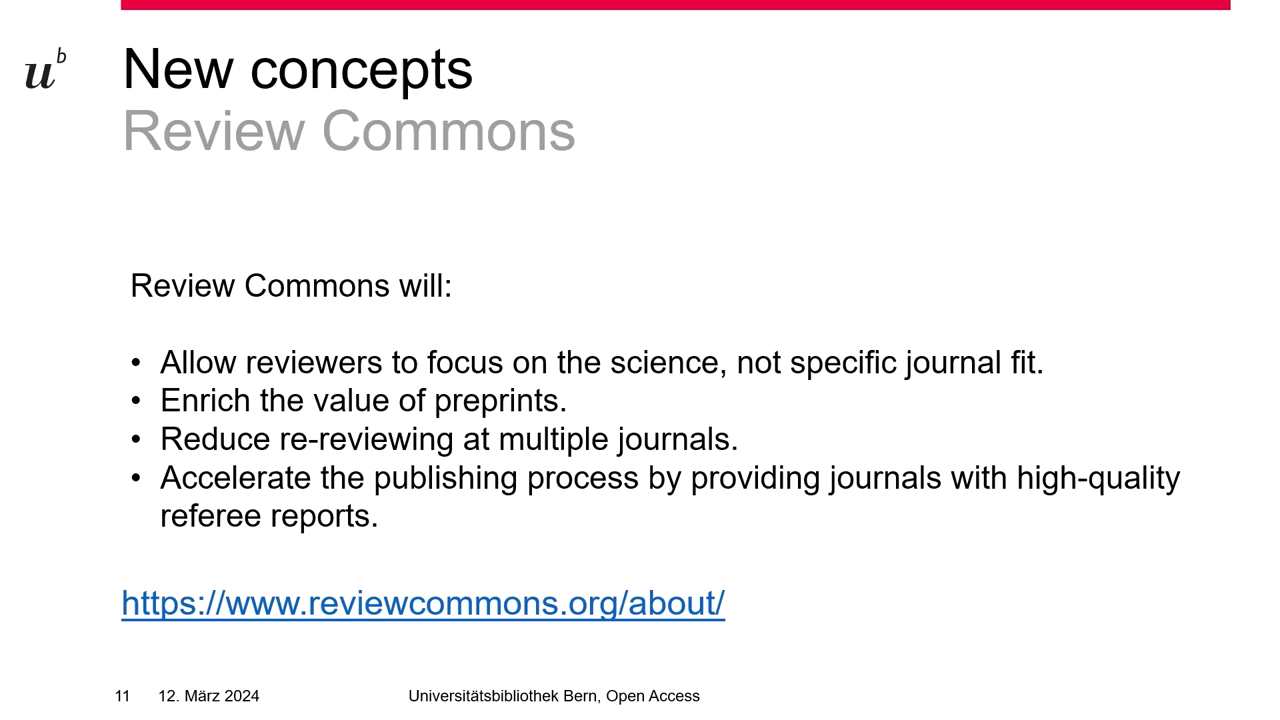 u b
New concepts
Review Commons
Review Commons will:
• Allow reviewers to focus on the science, not specific journal fit.
• Enrich the value of preprints.
• Reduce re-reviewing at multiple journals.
• Accelerate the publishing process by providing journals with high-quality
referee reports.
https://www.reviewcommons.org/about/
11 12. März 2024 Universitätsbibliothek Bern, Open Access